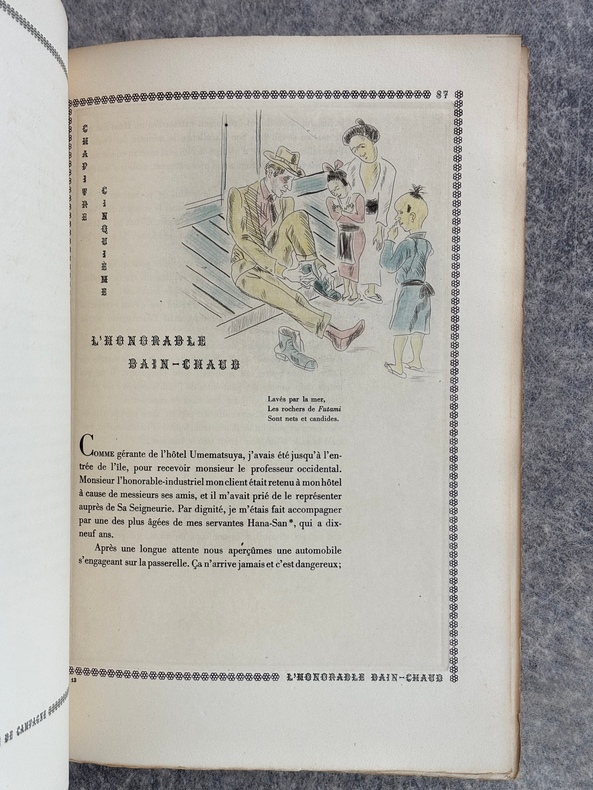 87
CHAPITRE
CINQUIÈME
L'HONORABLE
BAIN-CHAUD
Lavés par la mer,
Les rochers de Futami
Sont nets et candides.
COMME gérante de l'hôtel Umematsuya, j'avais été jusqu'à l'en-
trée de l'île, pour recevoir monsieur le professeur occidental.
Monsieur l'honorable-industriel mon client était retenu à mon hôtel
à cause de messieurs ses amis, et il m'avait prié de le représenter
auprès de Sa Seigneurie. Par dignité, je m'étais fait accompagner
par une des plus âgées de mes servantes Hana-San*, qui a dix-
neuf ans.
Après une longue attente nous aperçûmes une automobile
s'engageant sur la passerelle. Ça n'arrive jamais et c'est dangereux;
13
L'HONORABLE BAIN-CHAUD
DE CAMPAGNE